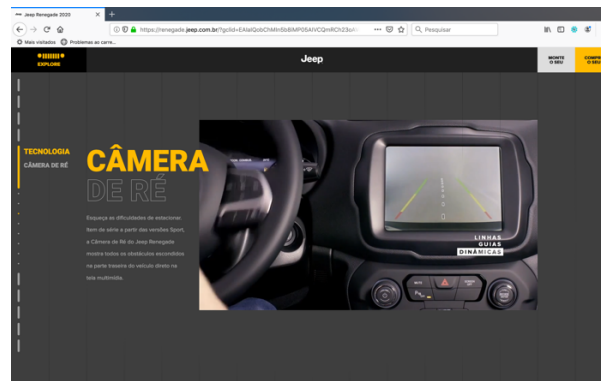 Jeep Renegade 2020
https://renegade.jeep.com.br/?gclid=
Pesquisar
Mais visitados
Problemas ao carre...
EXPLORE
Jeep
MONTE
O SEU
COMPRE
O SEU
TECNOLOGIA
CÂMERA DE RÉ
CÂMERA
DE RÉ
Esqueça as dificuldades de estacionar:
Item de série a partir das versões Sport,
a Câmera de Ré do Jeep Renegade
mostra todos os obstáculos escondidos
na parte traseira do veículo direto na
tela multimídia.
LINHAS
GUIAS
DINÂMICAS